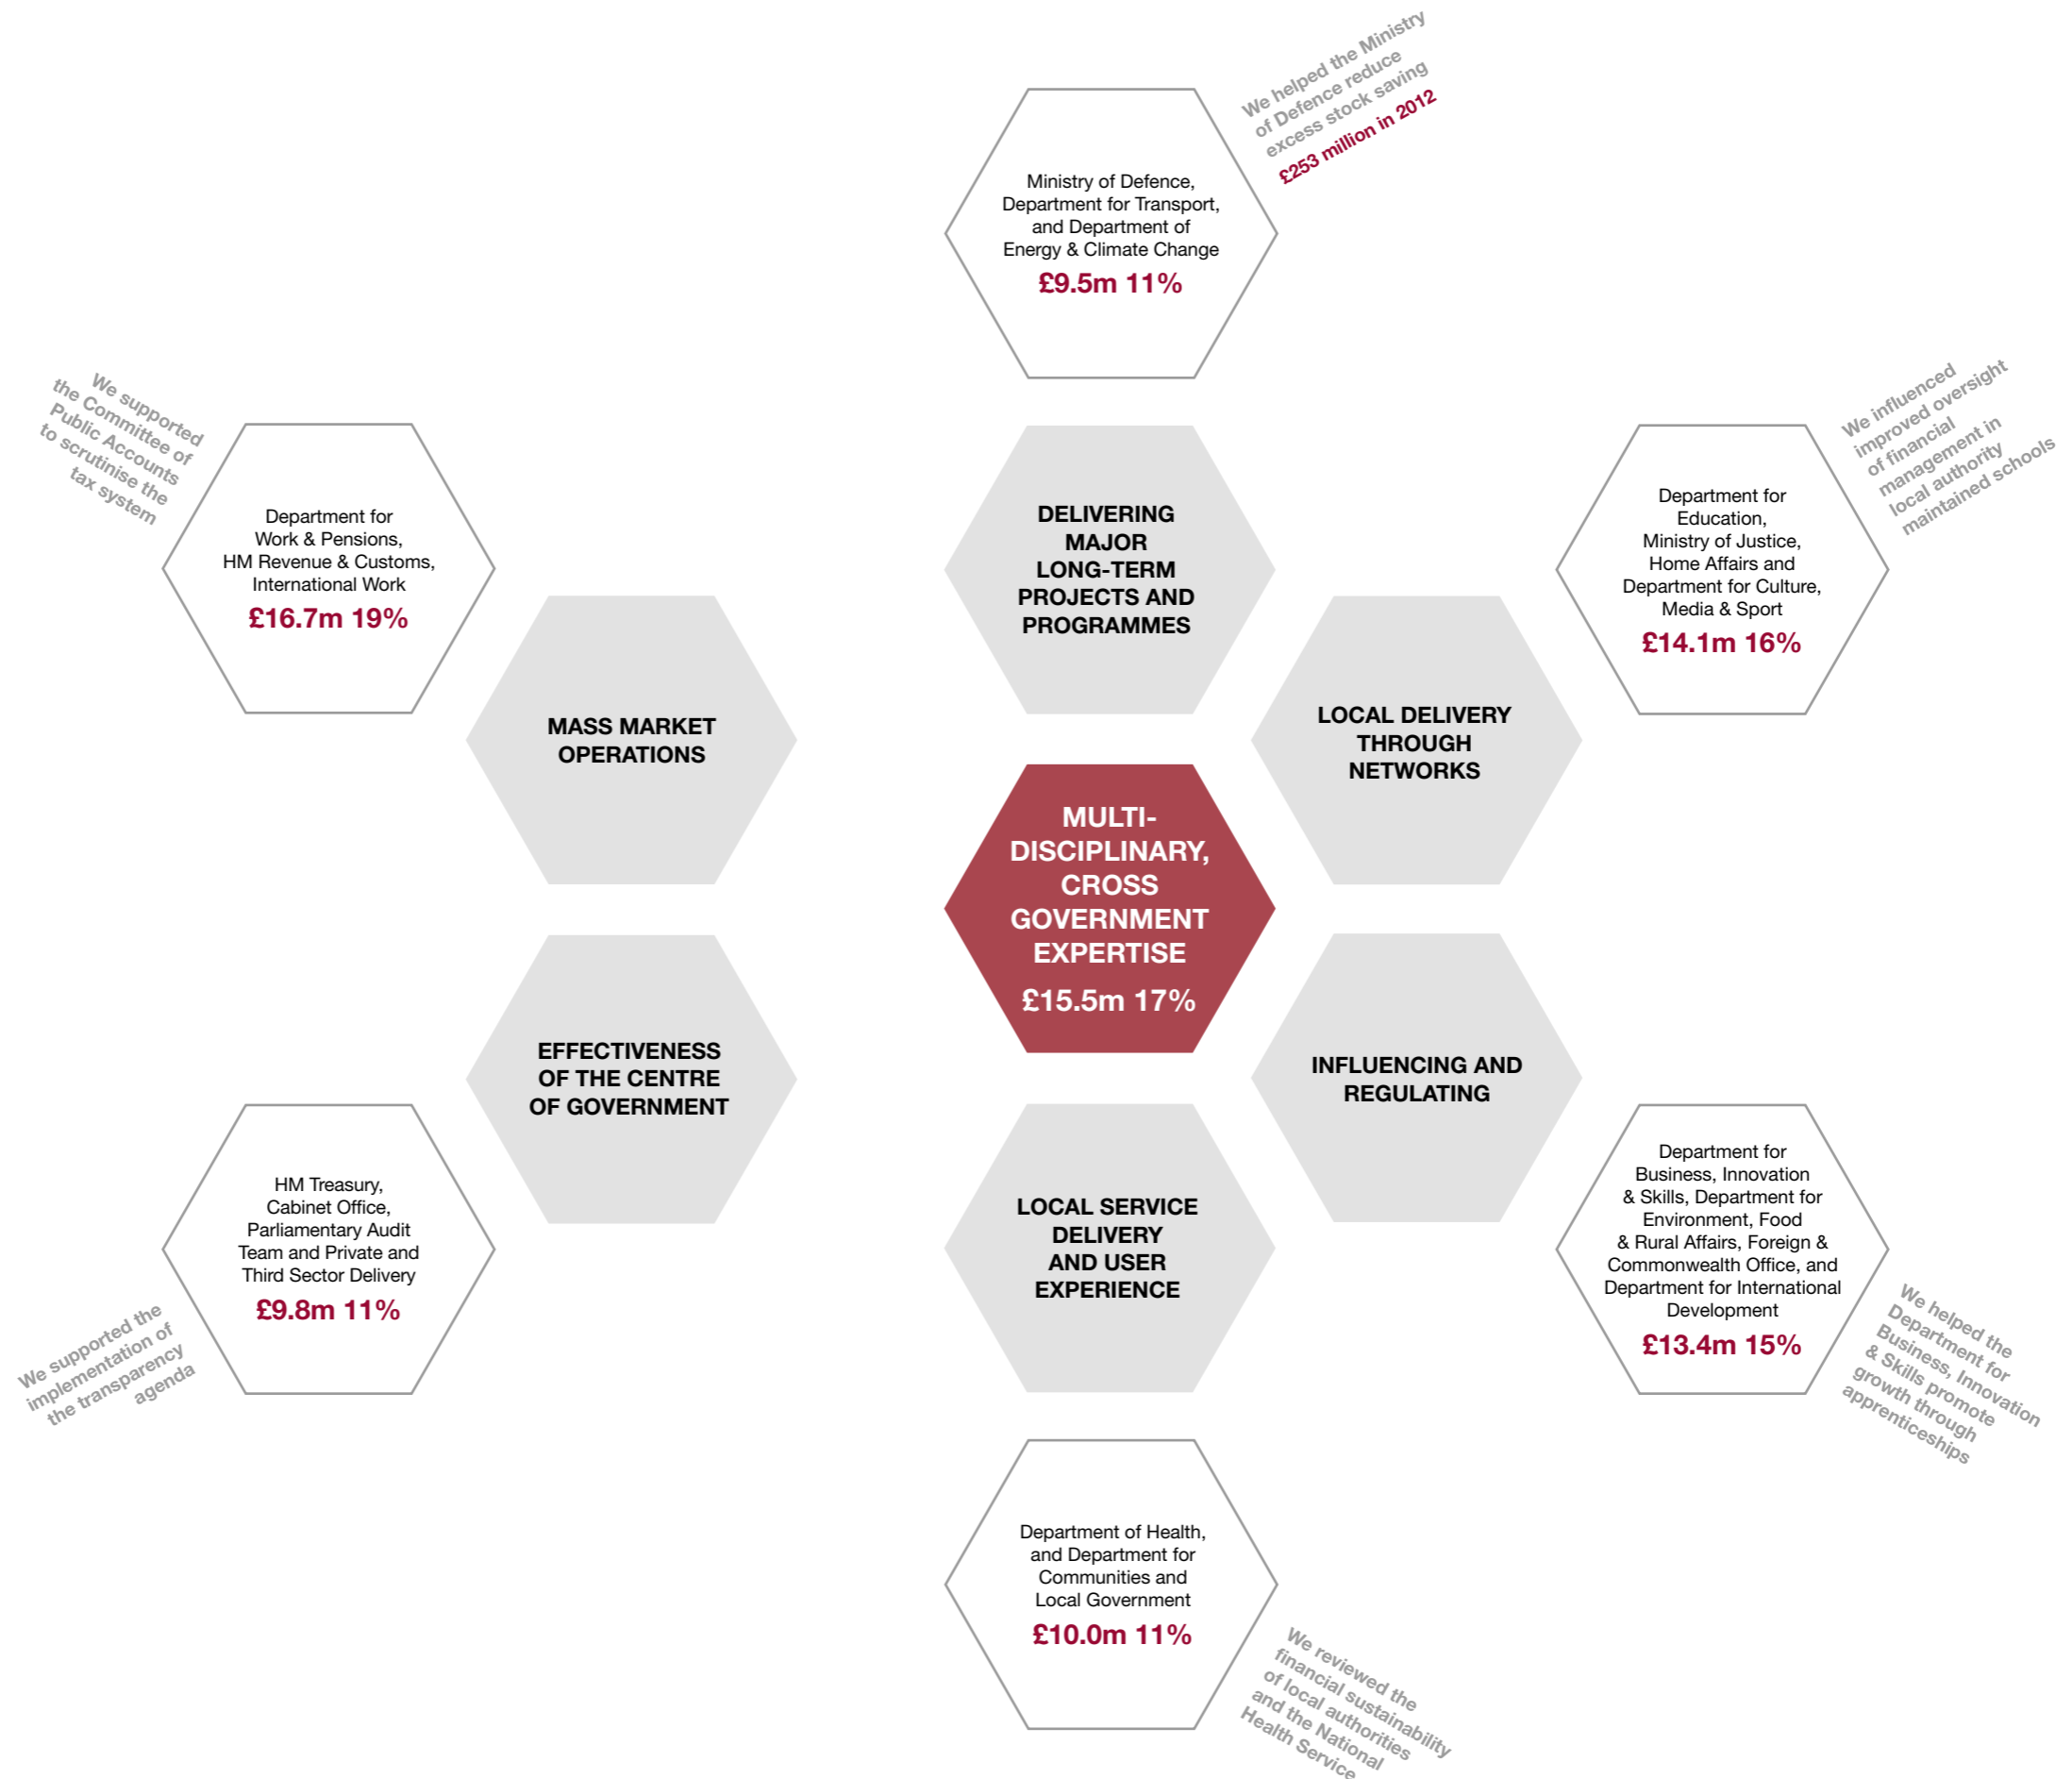 We helped the Ministry
of Defence reduce
excess stock saving
£253 million in 2012
Ministry of Defence,
Department for Transport,
and Department of
Energy & Climate Change
£9.5m 11%
We supported
the Committee of
Public Accounts
to scrutinise the
tax system
Department for
Work & Pensions,
HM Revenue & Customs,
International Work
£16.7m 19%
DELIVERING
MAJOR
LONG-TERM
PROJECTS AND
PROGRAMMES
Department for
Education,
Ministry of Justice,
Home Affairs and
Department for Culture,
Media & Sport
£14.1m 16%
We influenced
improved oversight
of financial
management in
local authority
maintained schools
MASS MARKET
OPERATIONS
LOCAL DELIVERY
THROUGH
NETWORKS
MULTI-
DISCIPLINARY,
CROSS
GOVERNMENT
EXPERTISE
£15.5m 17%
EFFECTIVENESS
OF THE CENTRE
OF GOVERNMENT
INFLUENCING AND
REGULATING
HM Treasury,
Cabinet Office,
Parliamentary Audit
Team and Private and
Third Sector Delivery
£9.8m 11%
We supported the
implementation of
the transparency
agenda
LOCAL SERVICE
DELIVERY
AND USER
EXPERIENCE
Department for
Business, Innovation
& Skills, Department for
Environment, Food
& Rural Affairs, Foreign &
Commonwealth Office, and
Department for International
Development
£13.4m 15%
We helped the
Department for
Business, Innovation
& Skills promote
growth through
apprenticeships
Department of Health,
and Department for
Communities and
Local Government
£10.0m 11%
We reviewed the
financial sustainability
of local authorities
and the National
Health Service